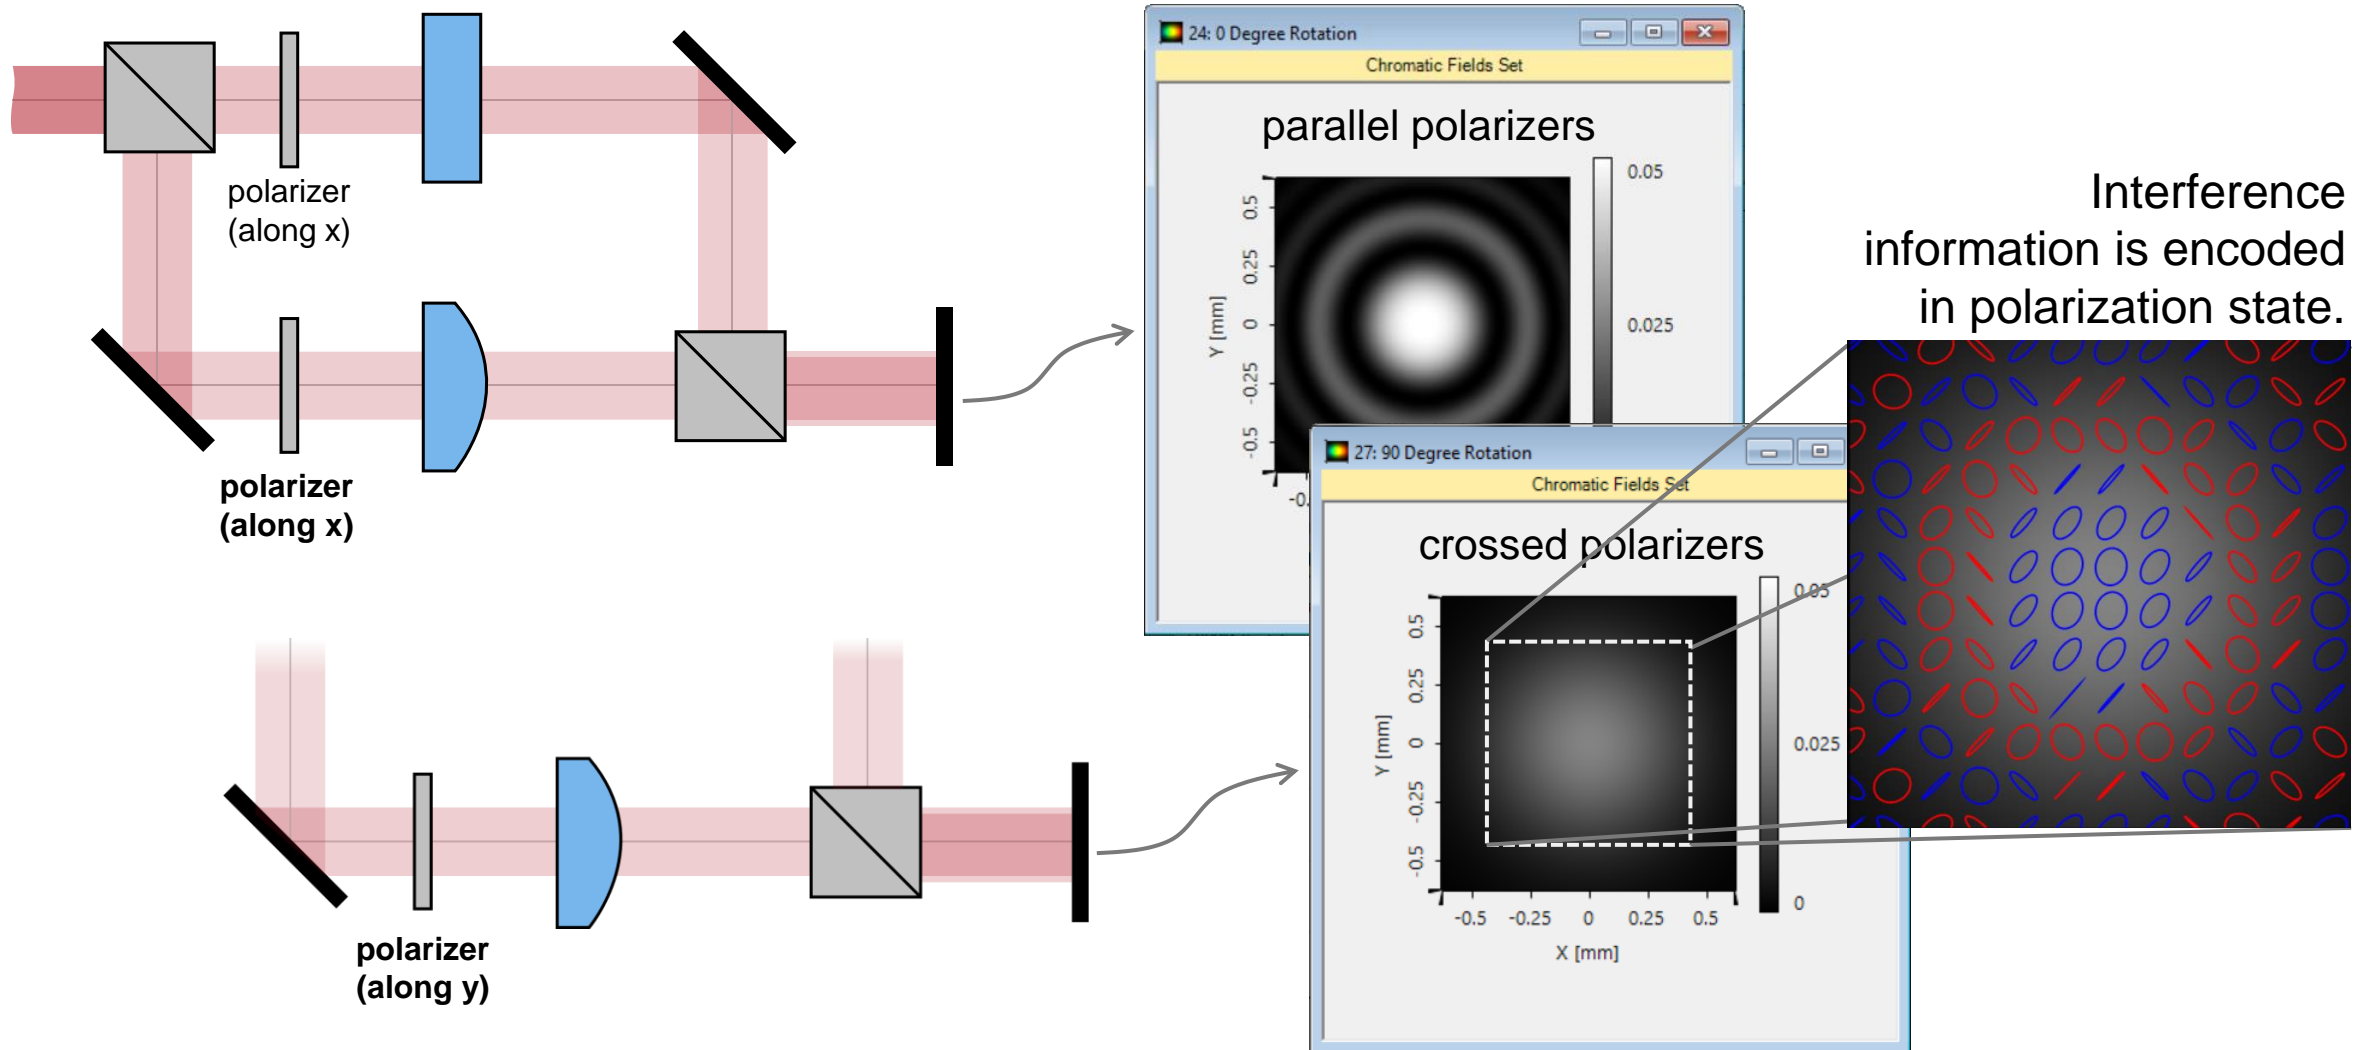 polarizer
(along x)
polarizer
(along x)
polarizer
(along y)
24: 0 Degree Rotation
Chromatic Fields Set
parallel polarizers
0.05
0.025
Y [mm]
0.5
0.25
0
-0.25
-0.5
-0.
27: 90 Degree Rotation
Chromatic Fields Set
crossed polarizers
0.05
0.025
0
Y [mm]
0.5
0.25
0
-0.25
-0.5
-0.5 -0.25 0 0.25 0.5
X [mm]
Interference
information is encoded
in polarization state.